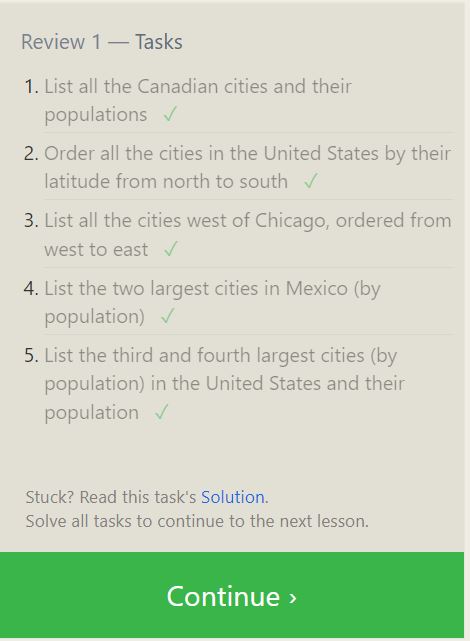 Review 1 — Tasks
1. List all the Canadian cities and their
populations ✓
2. Order all the cities in the United States by their
latitude from north to south ✓
3. List all the cities west of Chicago, ordered from
west to east ✓
4. List the two largest cities in Mexico (by
population) ✓
5. List the third and fourth largest cities (by
population) in the United States and their
population ✓
Stuck? Read this task's Solution.
Solve all tasks to continue to the next lesson.
Continue ›